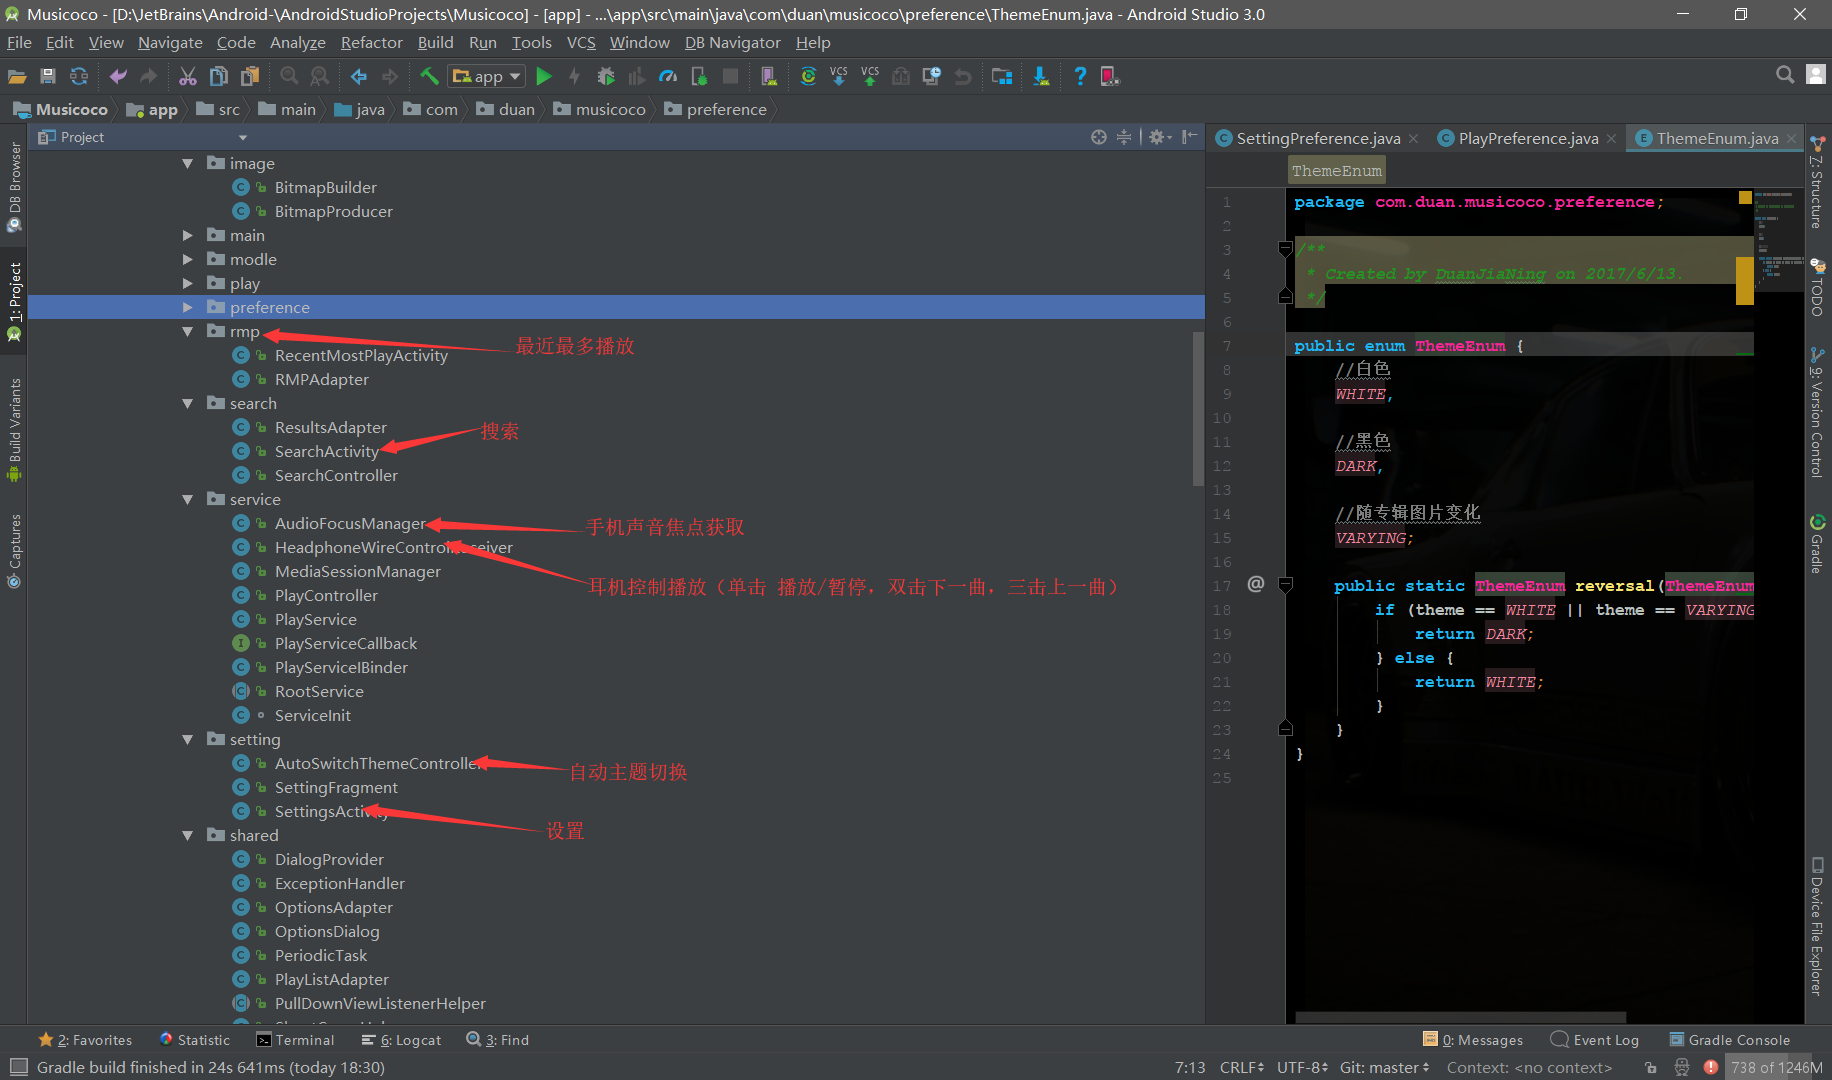 Musicoco - [D:\JetBrains\Android-\AndroidStudioProjects\Musicoco] - [app] - ...\app\src\main\java\com\duan\musicoco\preference\ThemeEnum.java - Android Studio 3.0
File Edit View Navigate Code Analyze Refactor Build Run Tools VCS Window DB Navigator Help
app
VCS VCS
Musicoco app src main java com duan musicoco preference
Project
DB Browser
1: Project
Build Variants
Captures
image
BitmapBuilder
BitmapProducer
main
modle
play
preference
rmp
最近最多播放
RecentMostPlayActivity
RMPAdapter
search
ResultsAdapter
搜索
SearchActivity
SearchController
service
AudioFocusManager
手机声音焦点获取
HeadphoneWireControlReceiver
MediaSessionManager
耳机控制播放（单击 播放/暂停，双击下一曲，三击上一曲）
PlayController
PlayService
PlayServiceCallback
PlayServiceIBinder
RootService
ServiceInit
setting
AutoSwitchThemeController
自动主题切换
SettingFragment
SettingsActivity
设置
shared
DialogProvider
ExceptionHandler
OptionsAdapter
OptionsDialog
PeriodicTask
PlayListAdapter
PullDownViewListenerHelper
SettingPreference.java PlayPreference.java ThemeEnum.java
ThemeEnum
1 package com.duan.musicoco.preference;
2
3 /**
4 * Created by DuanJiaNing on 2017/6/13.
5 */
6
7 public enum ThemeEnum {
8 //白色
9 WHITE,
10
11 //黑色
12 DARK,
13
14 //随专辑图片变化
15 VARYING;
16
17 @ public static ThemeEnum reversal(ThemeEnum
18 if (theme == WHITE || theme == VARYING
19 return DARK;
20 } else {
21 return WHITE;
22 }
23 }
24 }
25
7: Structure
TODO
9: Version Control
Gradle
Device File Explorer
2: Favorites Statistic Terminal 6: Logcat 3: Find 0: Messages Event Log Gradle Console
Gradle build finished in 24s 641ms (today 18:30) 7:13 CRLF UTF-8 Git: master Context: <no context> 738 of 1246M